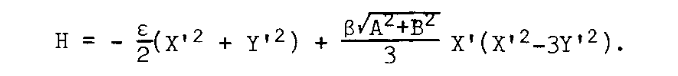 H = - ε/2(X'² + Y'²) + β√A²+B²/3 X'(X'²-3Y'²).